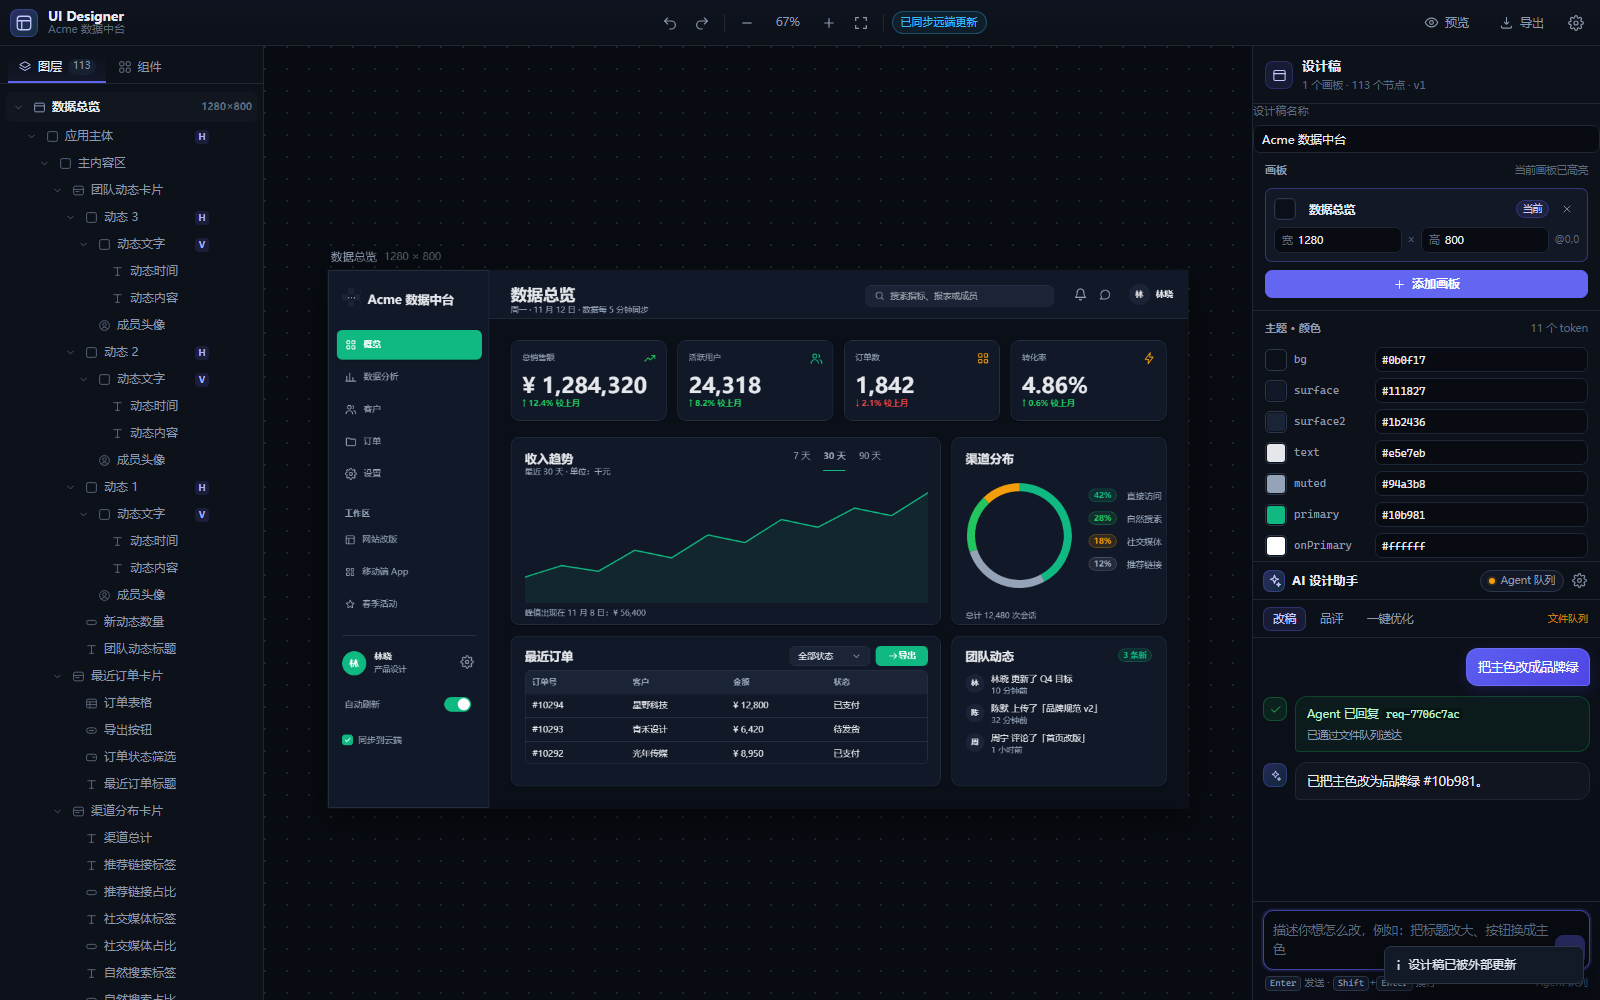 UI Designer
Acme 数据中台
67%
已同步远端更新
预览
导出
图层 113
组件
数据总览 1280×800
应用主体 H
主内容区
团队动态卡片
动态 3 H
动态文字 V
动态时间
动态内容
成员头像
动态 2 H
动态文字 V
动态时间
动态内容
成员头像
动态 1 H
动态文字 V
动态时间
动态内容
成员头像
新动态数量
团队动态标题
最近订单卡片
订单表格
导出按钮
订单状态筛选
最近订单标题
渠道分布卡片
渠道总计
推荐链接标签
推荐链接占比
社交媒体标签
社交媒体占比
自然搜索标签
自然搜索占比
数据总览 1280 × 800
Acme 数据中台
概览
数据分析
客户
订单
设置
工作区
网站改版
移动端 App
春季活动
林
林晓
产品设计
自动刷新
同步到云端
数据总览
周一 · 11 月 12 日 · 数据每 5 分钟同步
搜索指标、报表或成员
林 林晓
总销售额
¥ 1,284,320
↑ 12.4% 较上月
活跃用户
24,318
↑ 8.2% 较上月
订单数
1,842
↓ 2.1% 较上月
转化率
4.86%
↑ 0.6% 较上月
收入趋势
最近 30 天 · 单位：千元
7 天 30 天 90 天
峰值出现在 11 月 8 日：¥ 56,400
渠道分布
42% 直接访问
28% 自然搜索
18% 社交媒体
12% 推荐链接
总计 12,480 次会话
最近订单
全部状态
导出
订单号 客户 金额 状态
#10294 星野科技 ¥ 12,800 已支付
#10293 青禾设计 ¥ 6,420 待发货
#10292 光年传媒 ¥ 8,950 已支付
团队动态
3 条新
林 林晓 更新了 Q4 目标
10 分钟前
陈 陈默 上传了「品牌规范 v2」
32 分钟前
周 周宁 评论了「首页改版」
1 小时前
设计稿
1 个画板 · 113 个节点 · v1
设计稿名称
Acme 数据中台
画板
当前画板已高亮
数据总览 当前
宽 1280 × 高 800 @0,0
添加画板
主题 • 颜色 11 个 token
bg #0b0f17
surface #111827
surface2 #1b2436
text #e5e7eb
muted #94a3b8
primary #10b981
onPrimary #ffffff
AI 设计助手
Agent 队列
改稿 品评 一键优化 文件队列
把主色改成品牌绿
Agent 已回复 req-7706c7ac
已通过文件队列送达
已把主色改为品牌绿 #10b981。
描述你想怎么改，例如：把标题改大、按钮换成主色
设计稿已被外部更新
Enter 发送 · Shift +